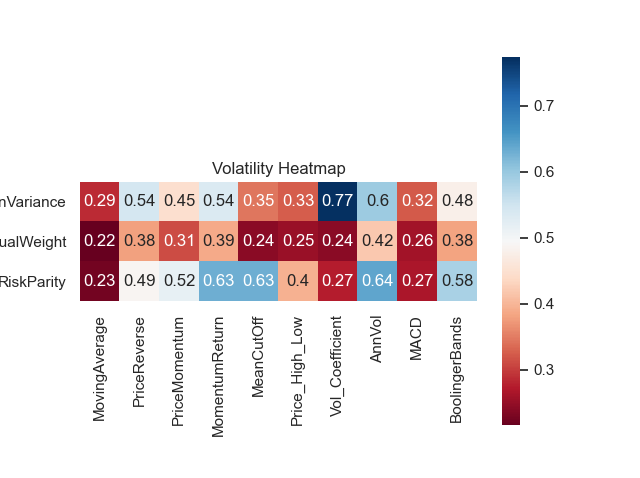 Volatility Heatmap
nVariance 0.29 0.54 0.45 0.54 0.35 0.33 0.77 0.6 0.32 0.48
ualWeight 0.22 0.38 0.31 0.39 0.24 0.25 0.24 0.42 0.26 0.38
RiskParity 0.23 0.49 0.52 0.63 0.63 0.4 0.27 0.64 0.27 0.58
MovingAverage
PriceReverse
PriceMomentum
MomentumReturn
MeanCutOff
Price_High_Low
Vol_Coefficient
AnnVol
MACD
BoolingerBands
0.7
0.6
0.5
0.4
0.3